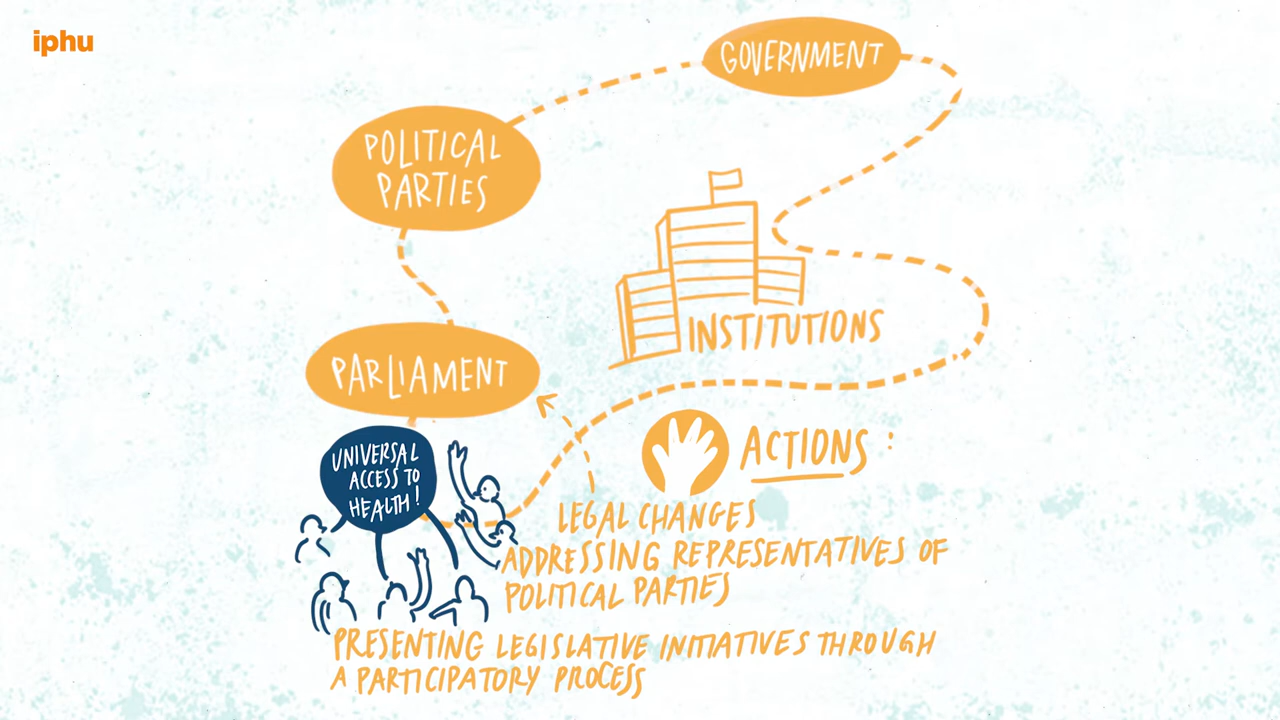 iphu
GOVERNMENT
POLITICAL
PARTIES
INSTITUTIONS
PARLIAMENT
UNIVERSAL
ACCESS TO
HEALTH!
ACTIONS:
LEGAL CHANGES
ADDRESSING REPRESENTATIVES OF
POLITICAL PARTIES
PRESENTING LEGISLATIVE INITIATIVES THROUGH
A PARTICIPATORY PROCESS